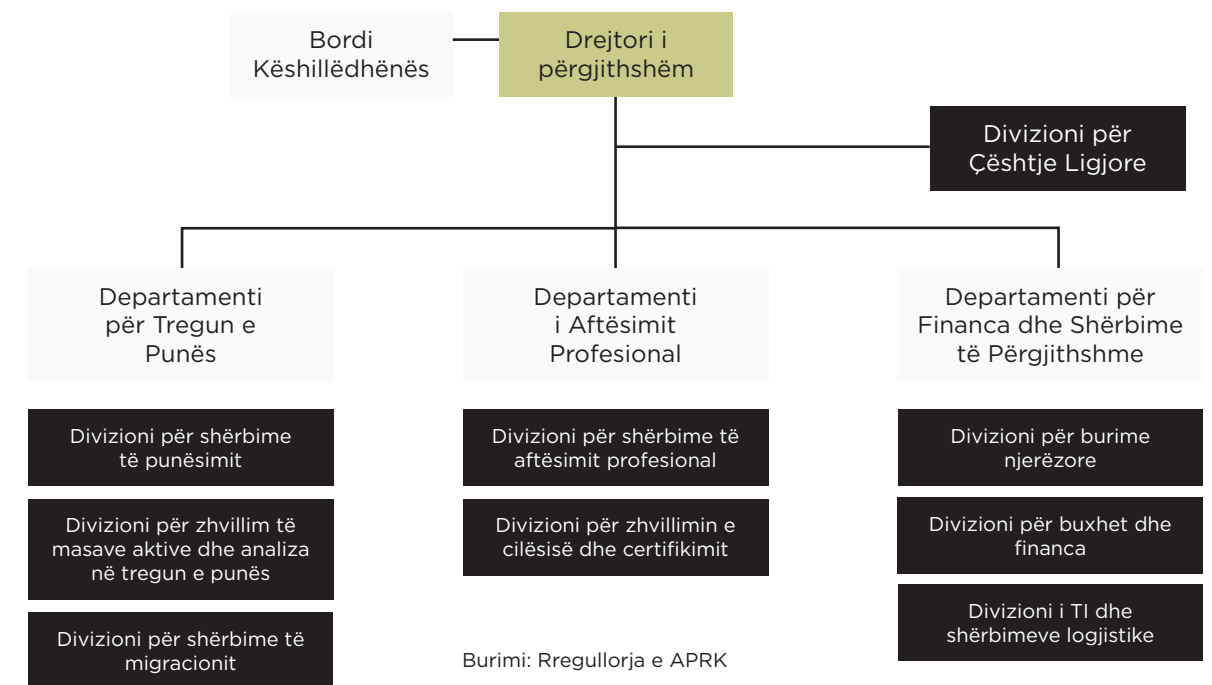 Bordi
Këshillëdhënës
Drejtori i
përgjithshëm
Divizioni për
Çështje Ligjore
Departamenti
për Tregun e
Punës
Departamenti
i Aftësimit
Profesional
Departamenti për
Financa dhe Shërbime
të Përgjithshme
Divizioni për shërbime
të punësimit
Divizioni për zhvillim të
masave aktive dhe analiza
në tregun e punës
Divizioni për shërbime të
migracionit
Divizioni për shërbime të
aftësimit profesional
Divizioni për zhvillimin e
cilësisë dhe certifikimit
Divizioni për burime
njerëzore
Divizioni për buxhet dhe
financa
Divizioni i TI dhe
shërbimeve logjistike
Burimi: Rregullorja e APRK